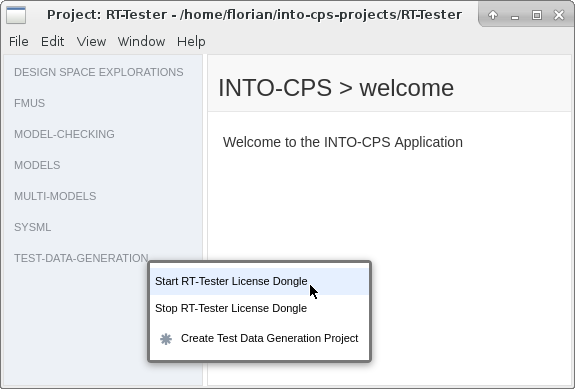 Project: RT-Tester - /home/florian/into-cps-projects/RT-Tester
File Edit View Window Help
DESIGN SPACE EXPLORATIONS
FMUS
MODEL-CHECKING
MODELS
MULTI-MODELS
SYSML
TEST-DATA-GENERATION
INTO-CPS > welcome
Welcome to the INTO-CPS Application
Start RT-Tester License Dongle
Stop RT-Tester License Dongle
Create Test Data Generation Project